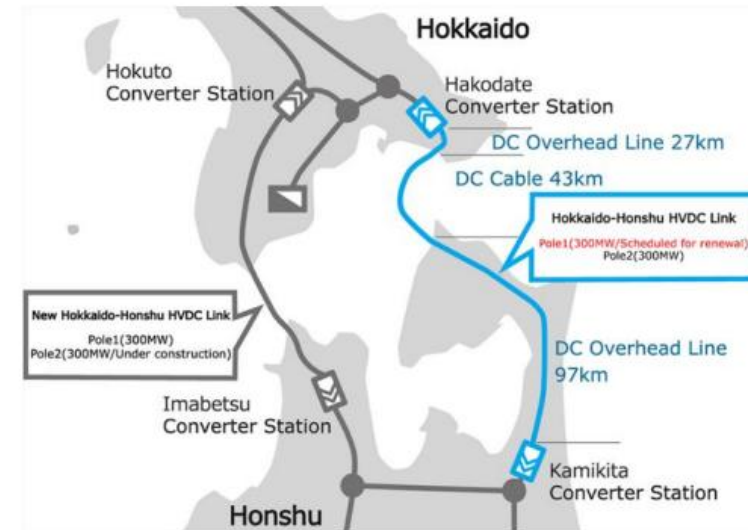 Hokkaido
Hokuto
Converter Station
Hakodate
Converter Station
DC Overhead Line 27km
DC Cable 43km
Hokkaido-Honshu HVDC Link
Pole1(300MW/Scheduled for renewal)
Pole2(300MW)
New Hokkaido-Honshu HVDC Link
Pole1(300MW)
Pole2(300MW/Under construction)
DC Overhead Line
97km
Imabetsu
Converter Station
Kamikita
Converter Station
Honshu